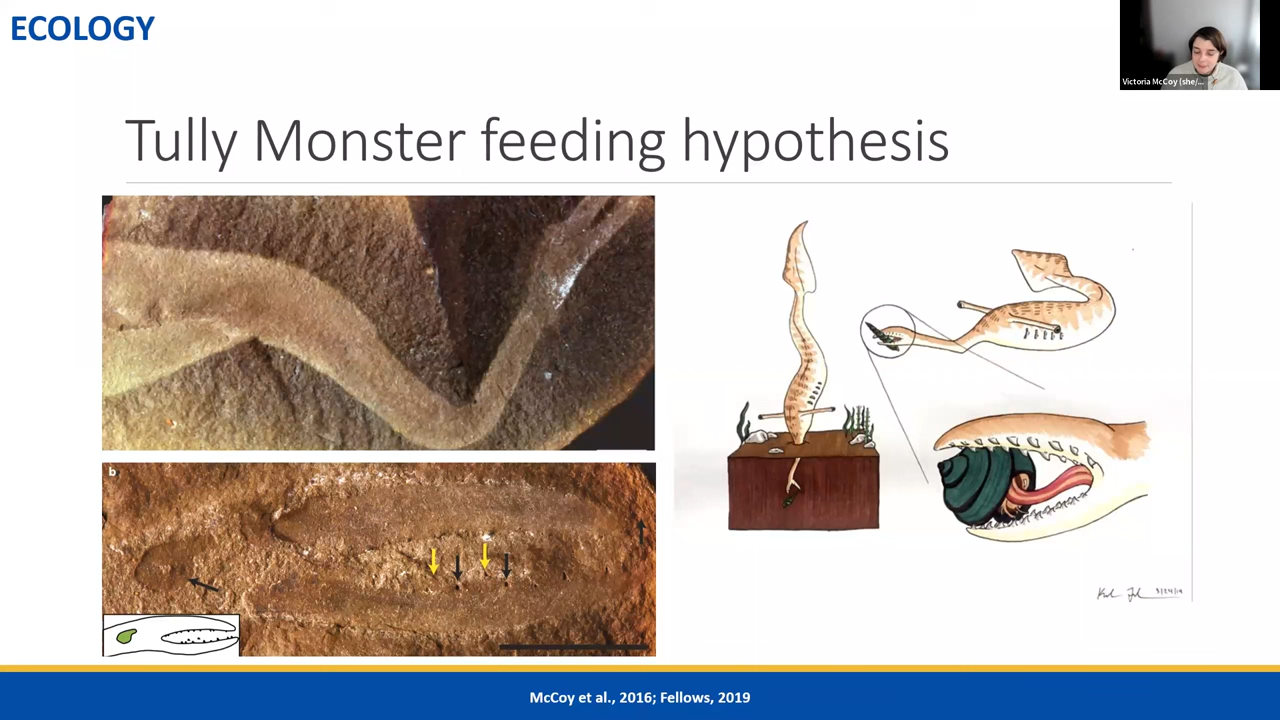 ECOLOGY
Victoria McCoy (she/...
Tully Monster feeding hypothesis
b
McCoy et al., 2016; Fellows, 2019